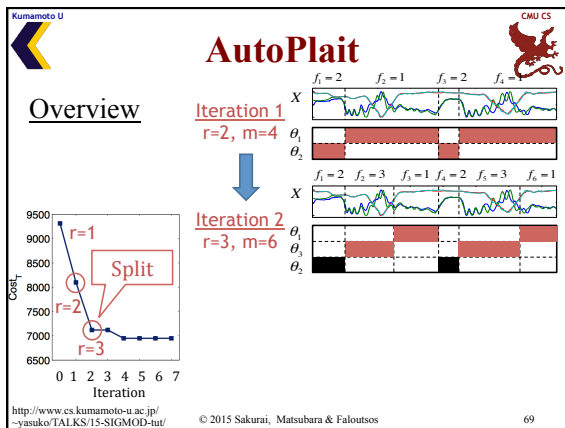 Kumamoto U
CMU CS
AutoPlait
Overview
Iteration 1
r=2, m=4
f₁ = 2 f₂ = 1 f₃ = 2 f₄ = 1
X
θ₁
θ₂
Iteration 2
r=3, m=6
f₁ = 2 f₂ = 3 f₃ = 1 f₄ = 2 f₅ = 3 f₆ = 1
X
θ₁
θ₃
θ₂
9500
9000
8500
8000
7500
7000
6500
Cost_T
r=1
r=2
r=3
Split
0 1 2 3 4 5 6 7
Iteration
http://www.cs.kumamoto-u.ac.jp/
~yasuko/TALKS/15-SIGMOD-tut/
© 2015 Sakurai, Matsubara & Faloutsos
69